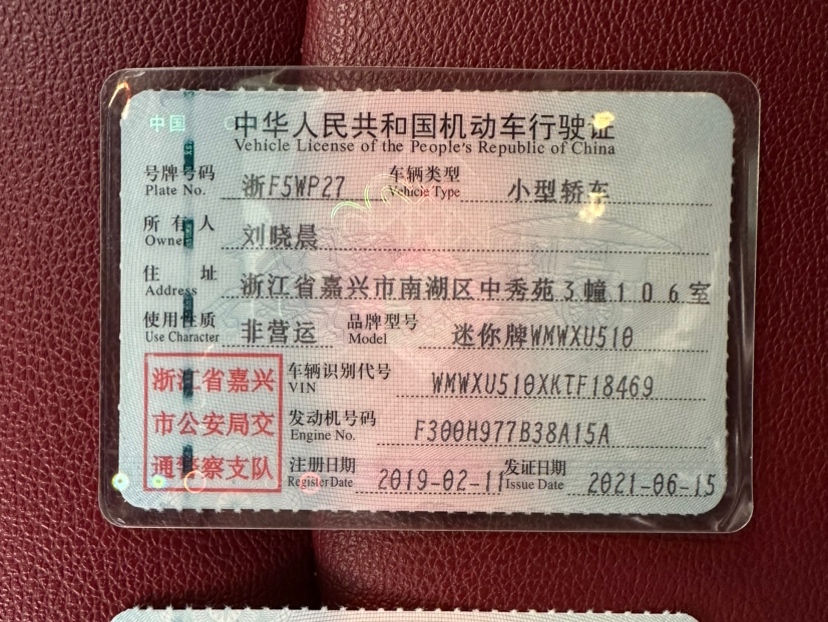 中国
中华人民共和国机动车行驶证
Vehicle License of the People's Republic of China
号牌号码 浙F5WP27 车辆类型 小型轿车
Plate No. Vehicle Type
所有人 刘晓晨
Owner
住址 浙江省嘉兴市南湖区中秀苑3幢106室
Address
使用性质 非营运 品牌型号 迷你牌WMWXU510
Use Character Model
浙江省嘉兴
市公安局交
通警察支队
车辆识别代号 WMWXU510XKTF18469
VIN
发动机号码 F300H977B38A15A
Engine No.
注册日期 2019-02-11 发证日期 2021-06-15
Register Date Issue Date